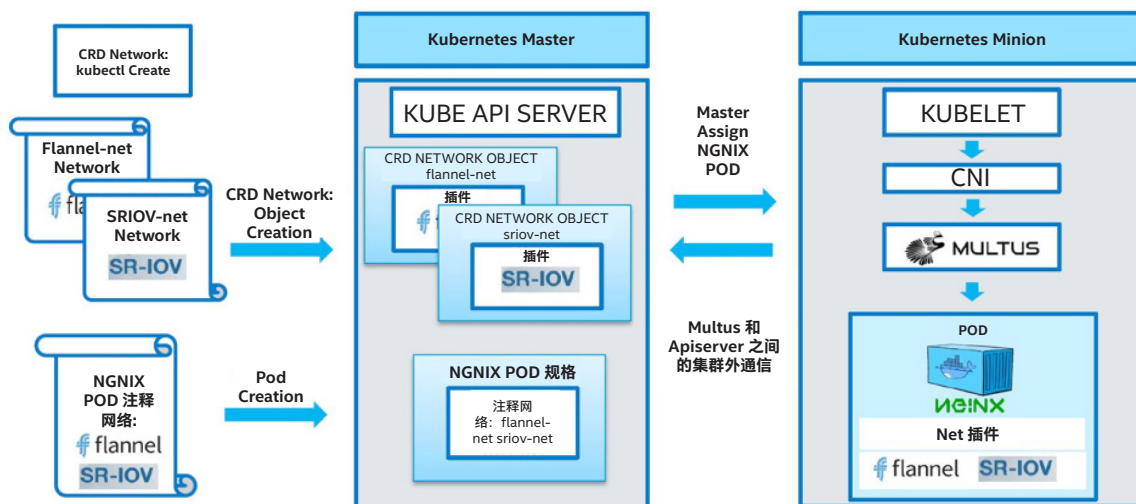 CRD Network:
kubectl Create
Flannel-net
Network
flannel
SRIOV-net
Network
SR-IOV
CRD Network:
Object
Creation
NGNIX
POD 注释
网络:
flannel
SR-IOV
Pod
Creation
Kubernetes Master
KUBE API SERVER
CRD NETWORK OBJECT
flannel-net
插件
CRD NETWORK OBJECT
sriov-net
插件
SR-IOV
NGNIX POD 规格
注释网
络：flannel-
net sriov-net
Master
Assign
NGNIX
POD
Multus 和
Apiserver 之间
的集群外通信
Kubernetes Minion
KUBELET
CNI
MULTUS
POD
NGINX
Net 插件
flannel
SR-IOV